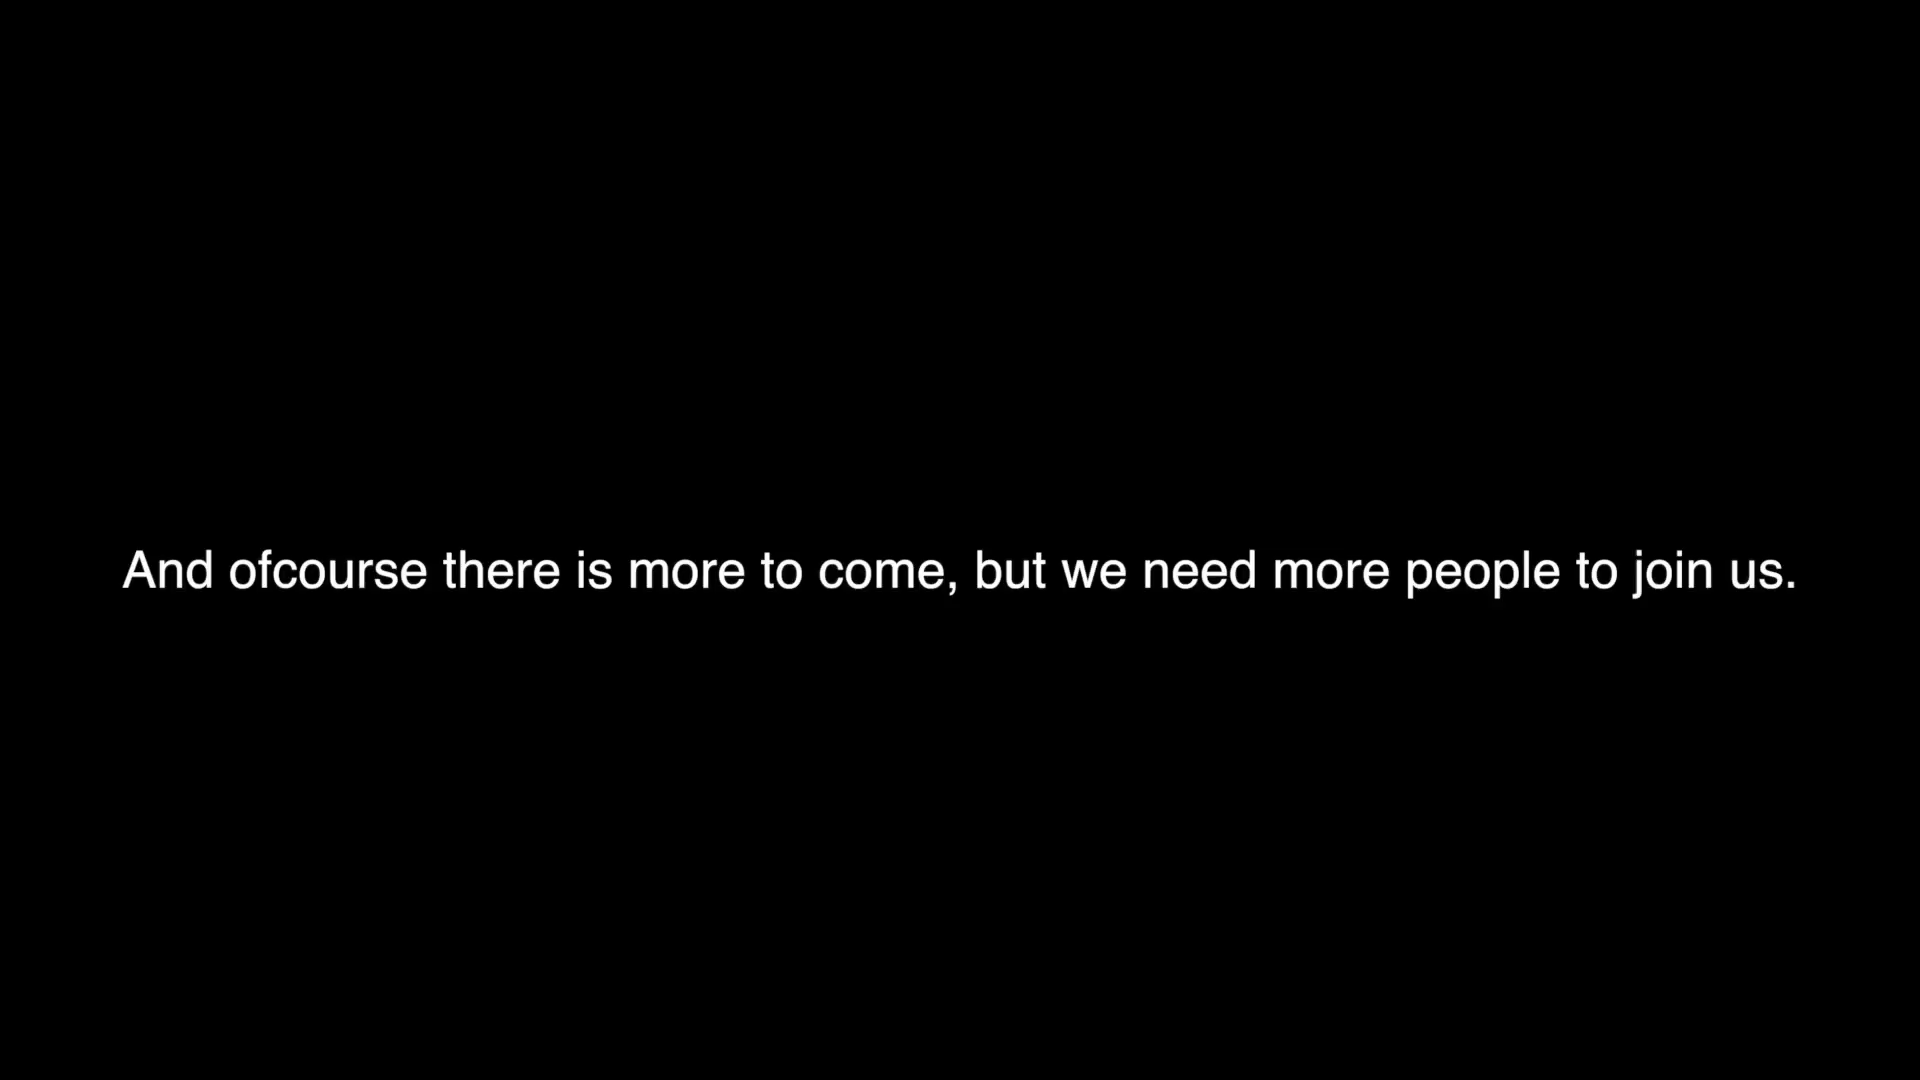 And ofcourse there is more to come, but we need more people to join us.